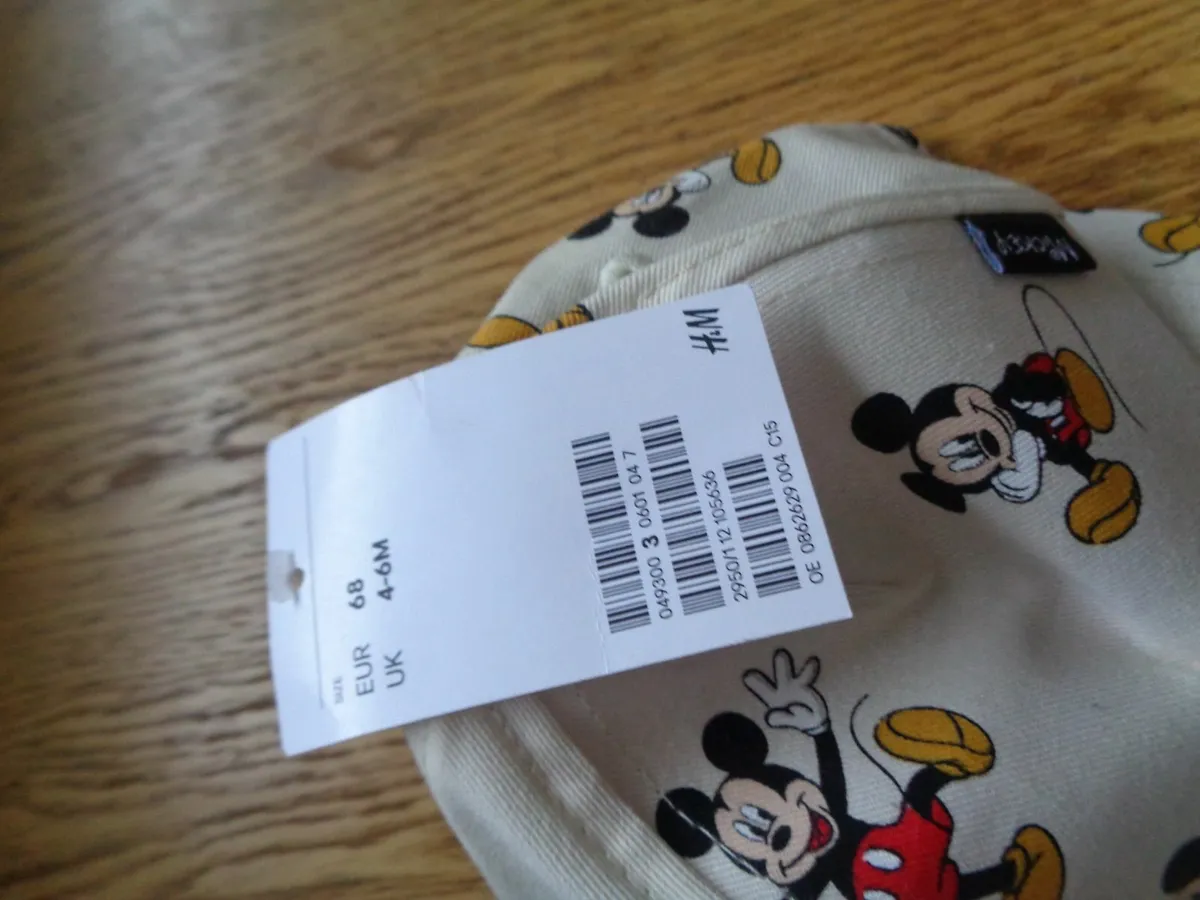 MICKEY
H&M
SIZE
EUR 68
UK 4-6M
049300 3 0601 04 7
2950/1 12 105636
OE 0862629 004 C15